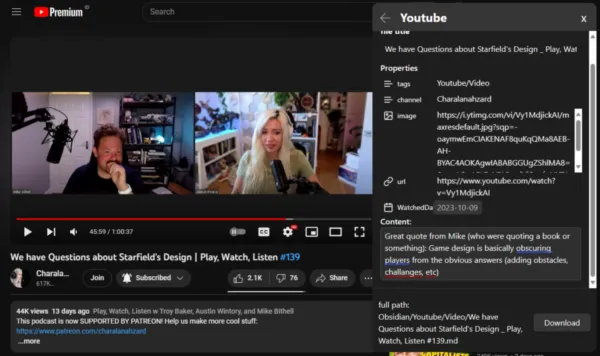 Premium
ID
Search
45:59 / 1:00:37
We have Questions about Starfield's Design | Play, Watch, Listen #139
Charala...
617K...
Join
Subscribed
2.1K
76
Share
44K views 13 days ago Play, Watch, Listen w Troy Baker, Austin Wintory, and Mike Bithell
This podcast is now SUPPORTED BY PATREON! Help us make more cool stuff:
https://www.patreon.com/charalanahzard
...more
Youtube
x
file title
We have Questions about Starfield's Design _ Play, Wat
Properties
tags
Youtube/Video
channel
Charalanahzard
image
https://i.ytimg.com/vi/Vy1MdjickAI/m
axresdefault.jpg?sqp=-
oaymwEmCIAKENAF8quKqQMa8AEB-
AH-
BYAC4AOKAgwIABABGGUgZShlMA8=
url
https://www.youtube.com/watch?
v=Vy1MdjickAI
WatchedDa
2023-10-09
Content:
Great quote from Mike (who were quoting a book or
something): Game design is basically obscuring
players from the obvious answers (adding obstacles,
challanges, etc)
full path:
Obsidian/Youtube/Video/We have
Questions about Starfield's Design _ Play,
Watch, Listen #139.md
Download